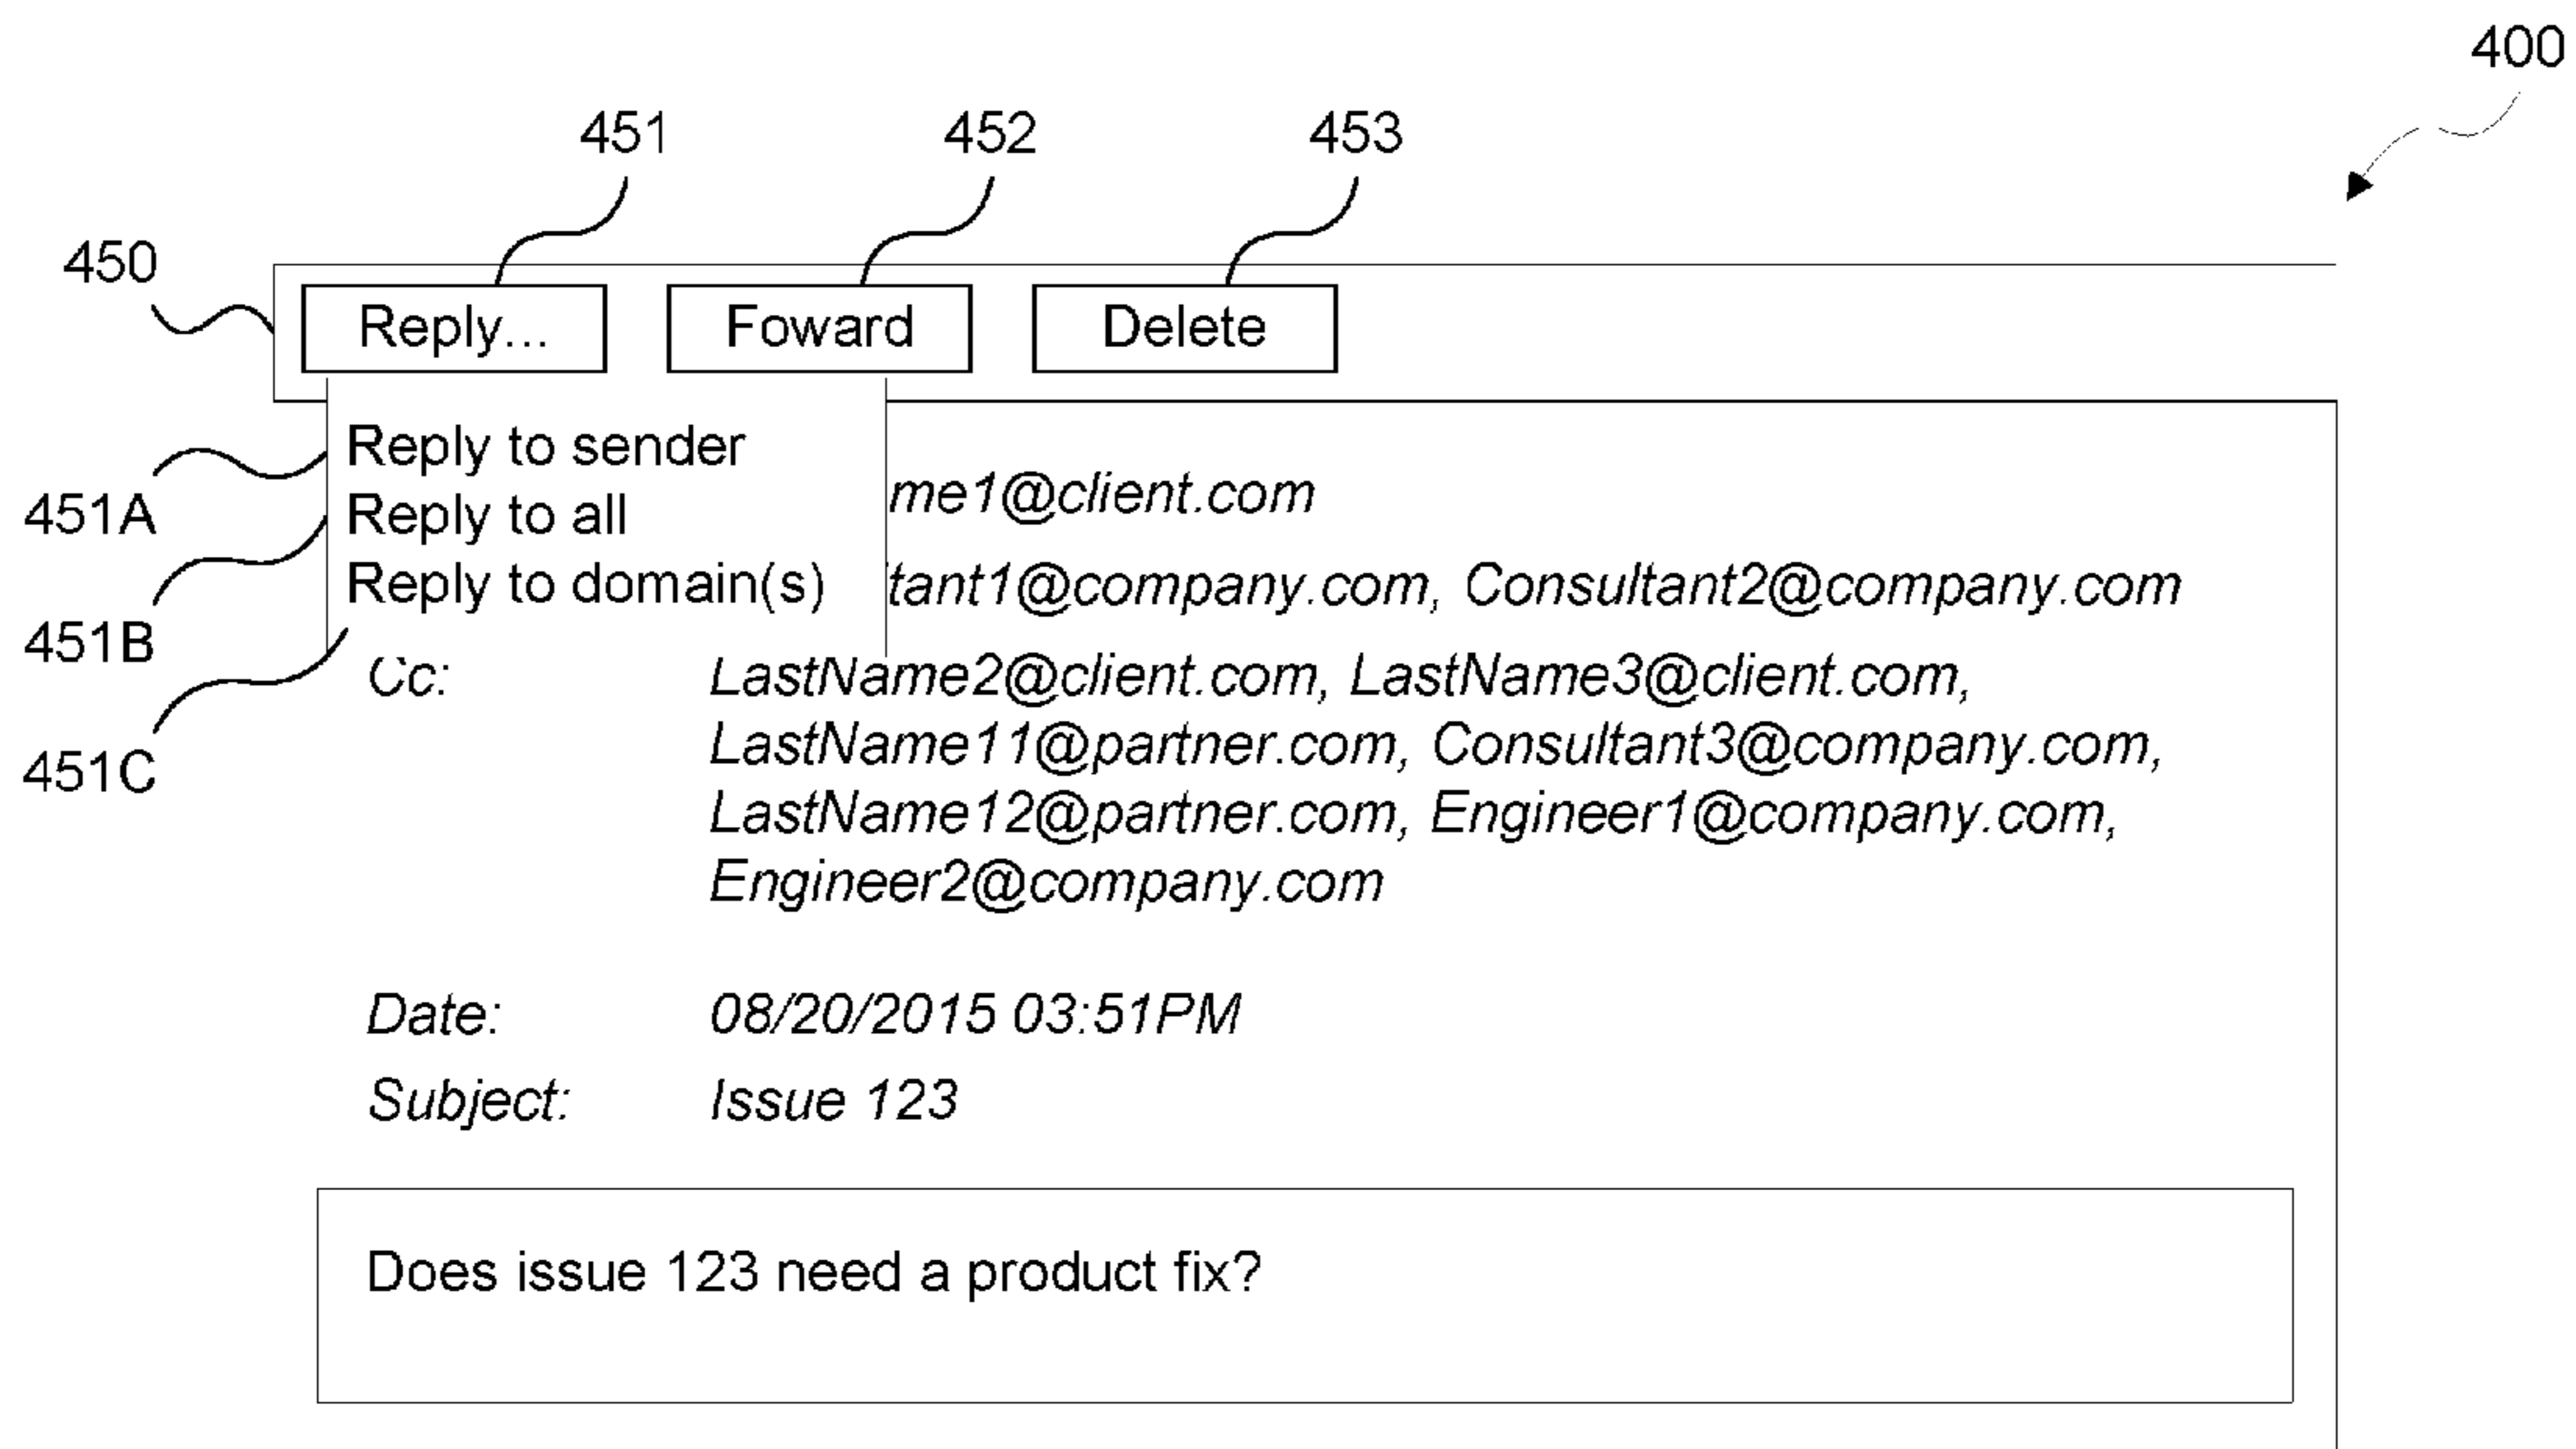 400
451 452 453
450
Reply... Foward Delete
Reply to sender
me1@client.com
451A
Reply to all
Reply to domain(s) tant1@company.com, Consultant2@company.com
451B
Cc: LastName2@client.com, LastName3@client.com,
LastName11@partner.com, Consultant3@company.com,
451C
LastName12@partner.com, Engineer1@company.com,
Engineer2@company.com
Date: 08/20/2015 03:51PM
Subject: Issue 123
Does issue 123 need a product fix?